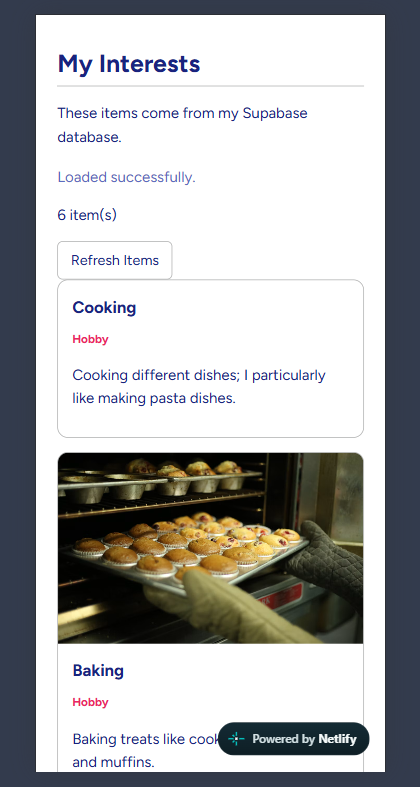 My Interests
These items come from my Supabase
database.
Loaded successfully.
6 item(s)
Refresh Items
Cooking
Hobby
Cooking different dishes; I particularly
like making pasta dishes.
Baking
Hobby
Baking treats like
and muffins.
Powered by Netlify